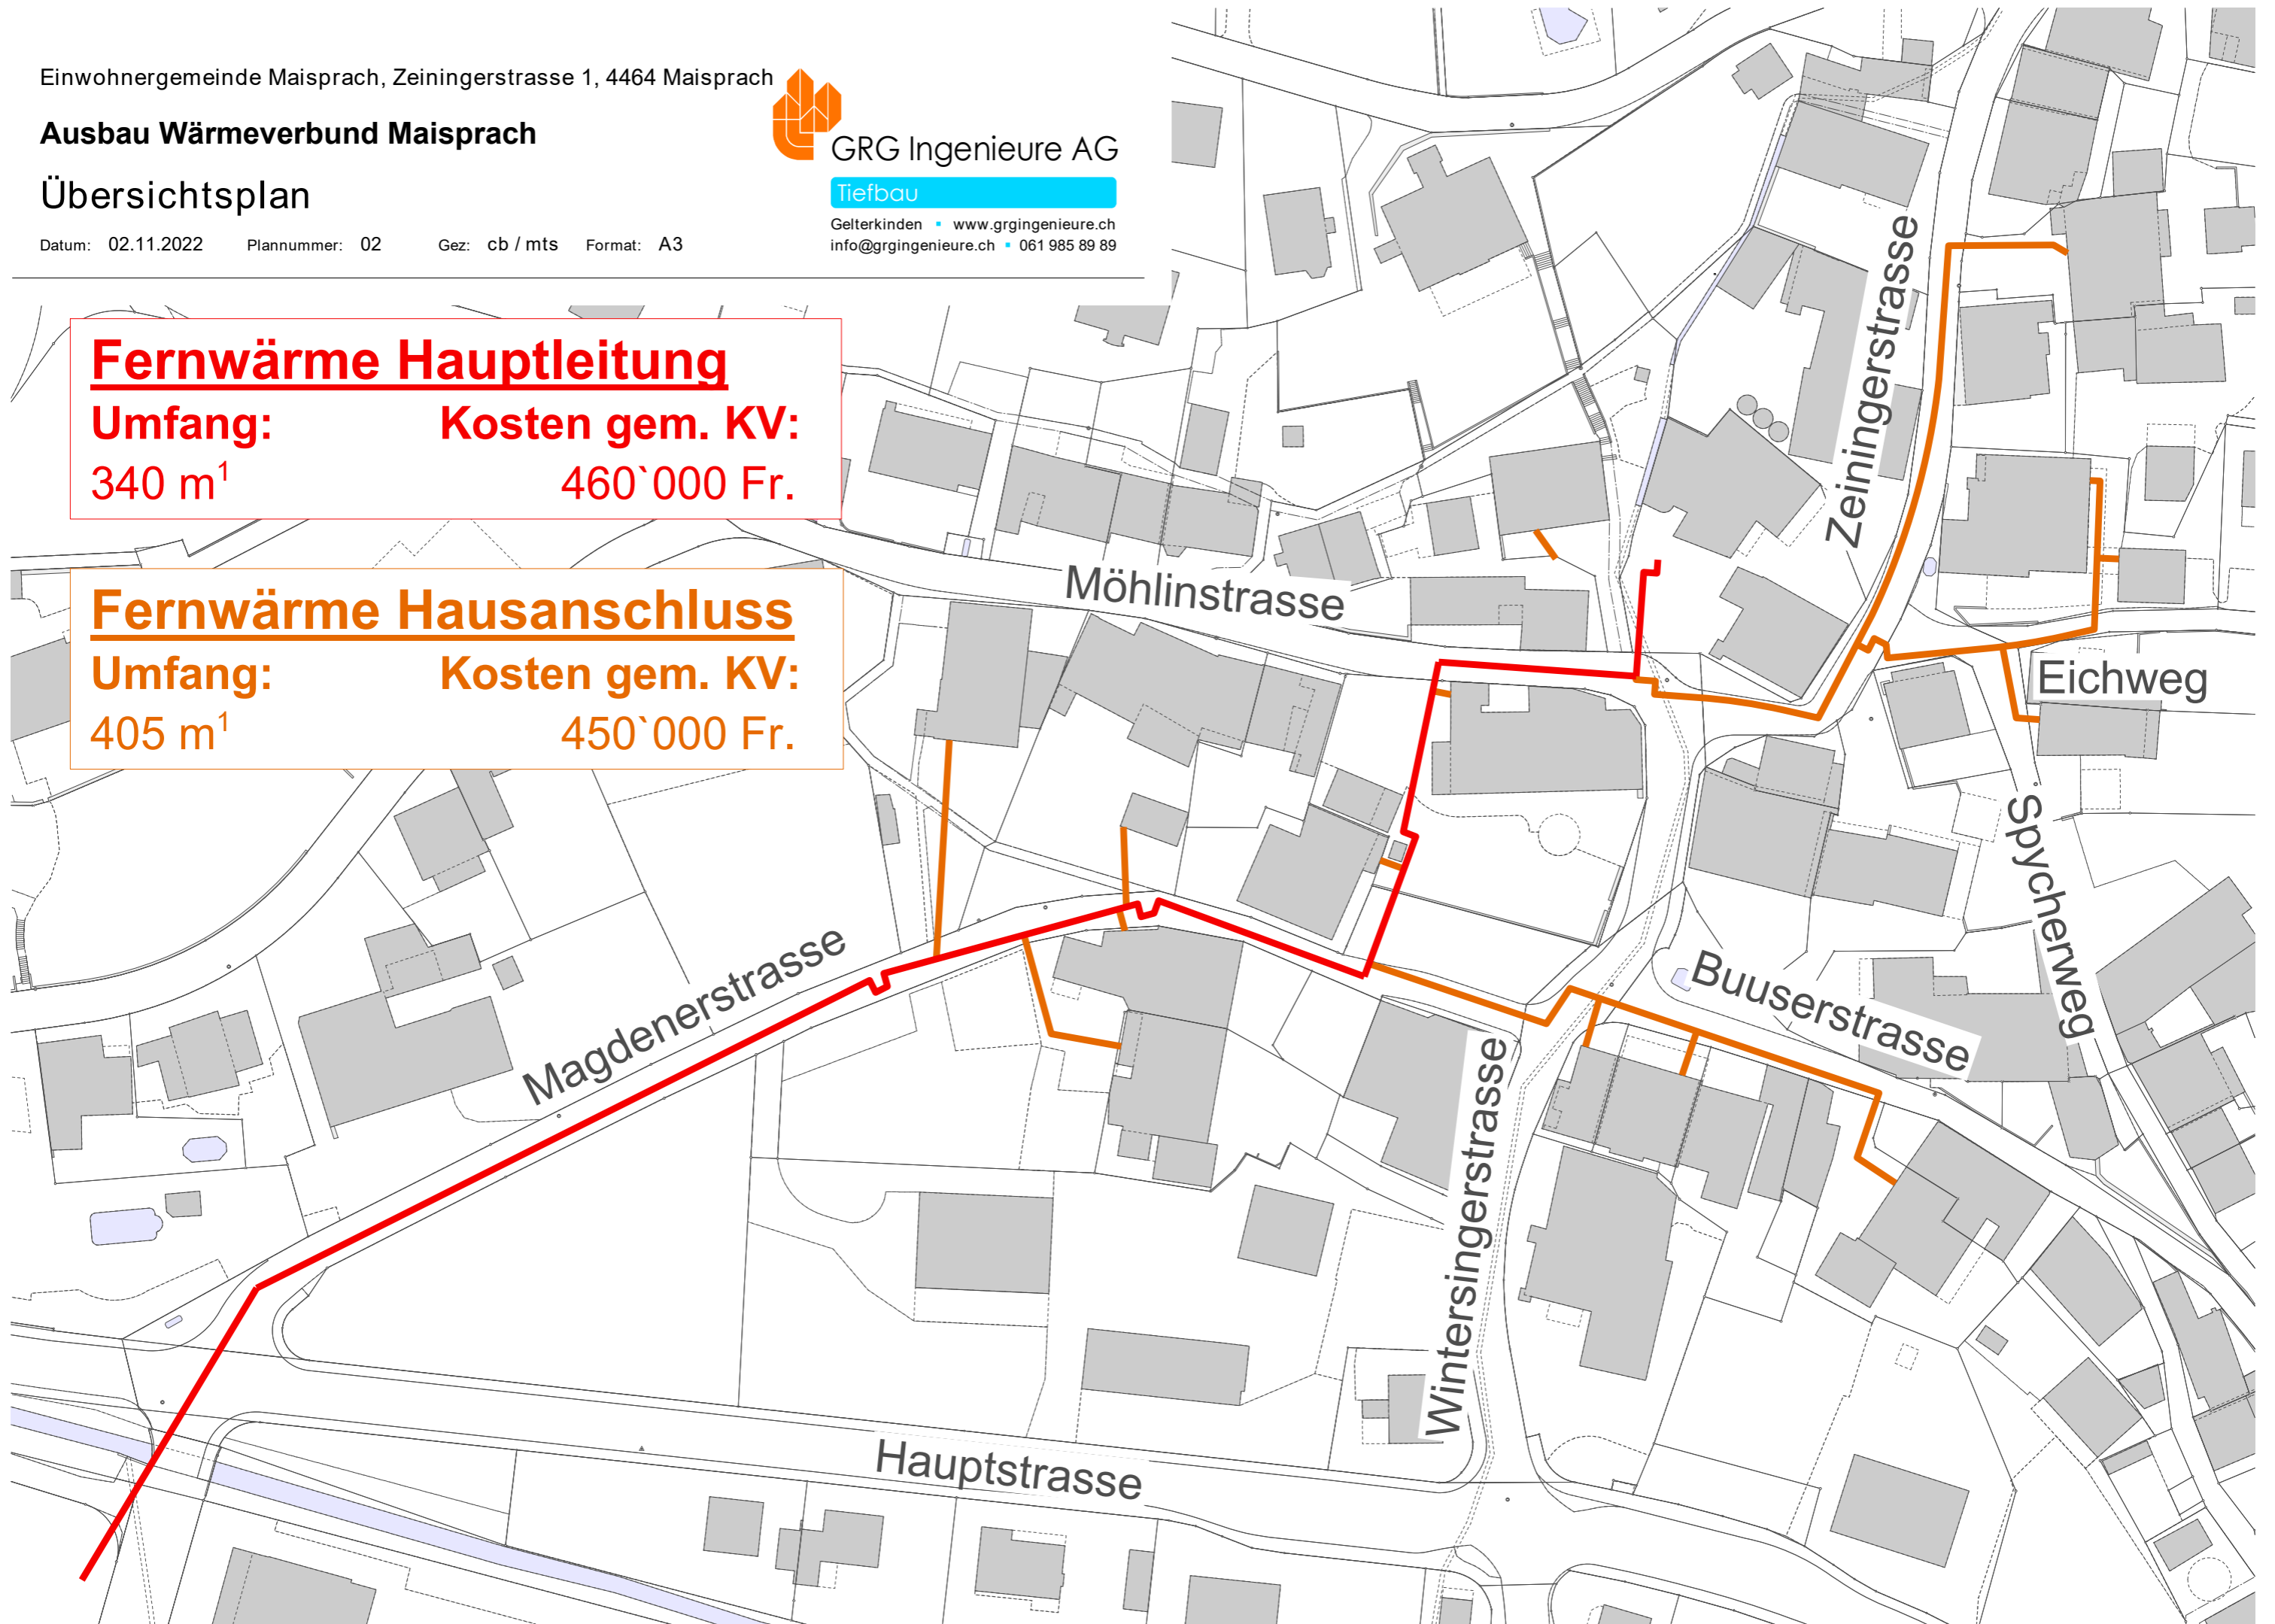 Einwohnergemeinde Maisprach, Zeiningerstrasse 1, 4464 Maisprach
Ausbau Wärmeverbund Maisprach
Übersichtsplan
Datum: 02.11.2022 Plannummer: 02 Gez: cb / mts Format: A3
GRG Ingenieure AG
Tiefbau
Gelterkinden ▪ www.grgingenieure.ch
info@grgingenieure.ch ▪ 061 985 89 89
Fernwärme Hauptleitung
Umfang: Kosten gem. KV:
340 m¹ 460`000 Fr.
Fernwärme Hausanschluss
Umfang: Kosten gem. KV:
405 m¹ 450`000 Fr.
Zeiningerstrasse
Möhlinstrasse
Eichweg
Spycherweg
Magdenerstrasse
Buuserstrasse
Wintersingerstrasse
Hauptstrasse